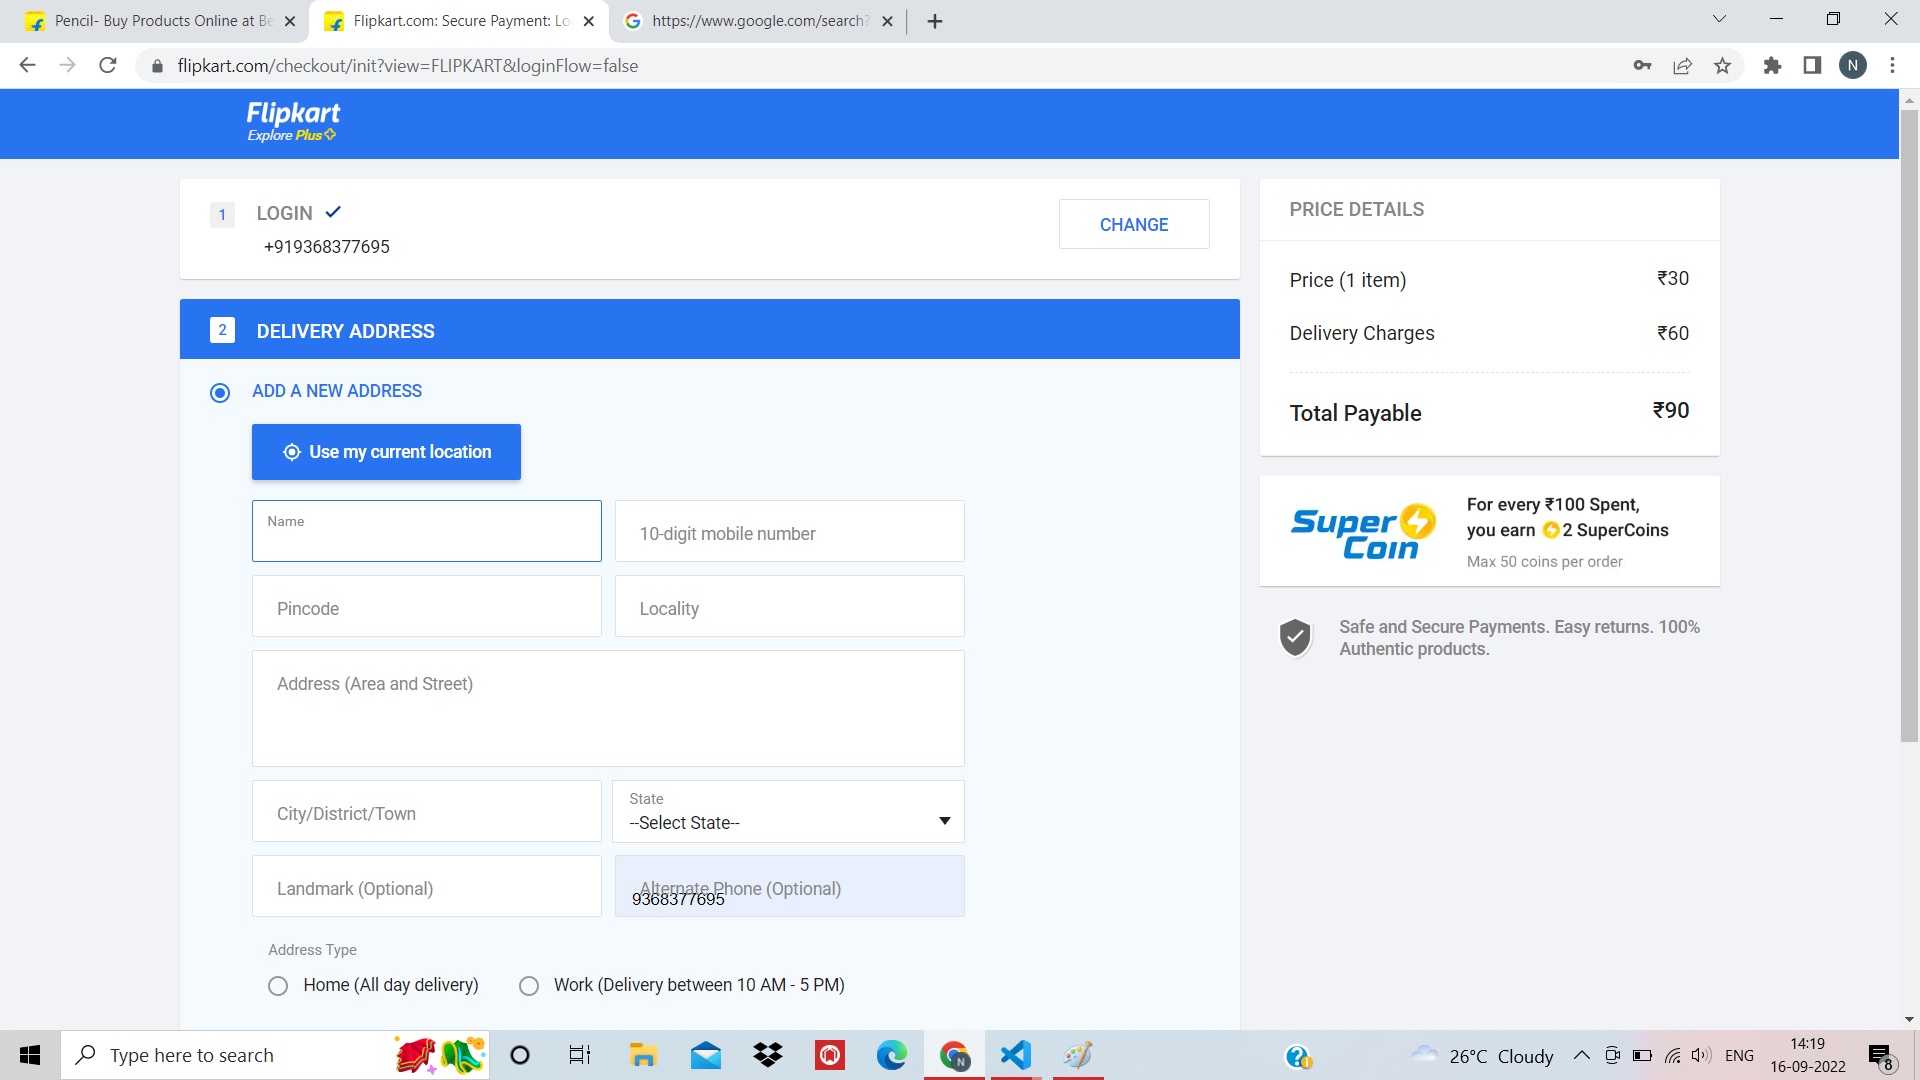 Pencil- Buy Products Online at Be
Flipkart.com: Secure Payment: Lo
https://www.google.com/search?
flipkart.com/checkout/init?view=FLIPKART&loginFlow=false
N
Flipkart
Explore Plus
1
LOGIN
+919368377695
CHANGE
2
DELIVERY ADDRESS
ADD A NEW ADDRESS
Use my current location
Name
10-digit mobile number
Pincode
Locality
Address (Area and Street)
City/District/Town
State
--Select State--
Landmark (Optional)
Alternate Phone (Optional)
9368377695
Address Type
Home (All day delivery)
Work (Delivery between 10 AM - 5 PM)
PRICE DETAILS
Price (1 item)
₹30
Delivery Charges
₹60
Total Payable
₹90
Super Coin
For every ₹100 Spent,
you earn 2 SuperCoins
Max 50 coins per order
Safe and Secure Payments. Easy returns. 100%
Authentic products.
Type here to search
26°C Cloudy
ENG
14:19
16-09-2022
8